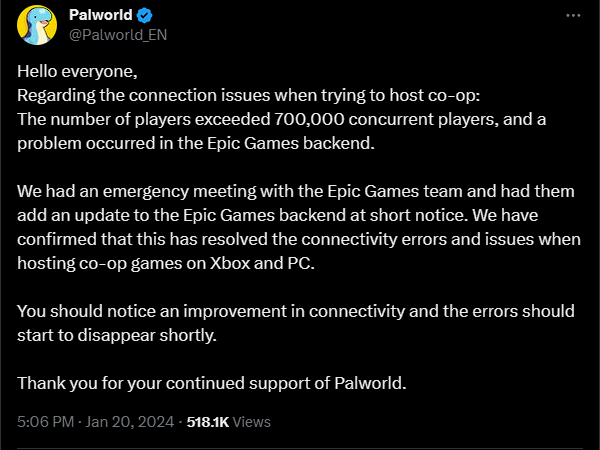 Palworld
@Palworld_EN
Hello everyone,
Regarding the connection issues when trying to host co-op:
The number of players exceeded 700,000 concurrent players, and a
problem occurred in the Epic Games backend.
We had an emergency meeting with the Epic Games team and had them
add an update to the Epic Games backend at short notice. We have
confirmed that this has resolved the connectivity errors and issues when
hosting co-op games on Xbox and PC.
You should notice an improvement in connectivity and the errors should
start to disappear shortly.
Thank you for your continued support of Palworld.
5:06 PM · Jan 20, 2024 · 518.1K Views